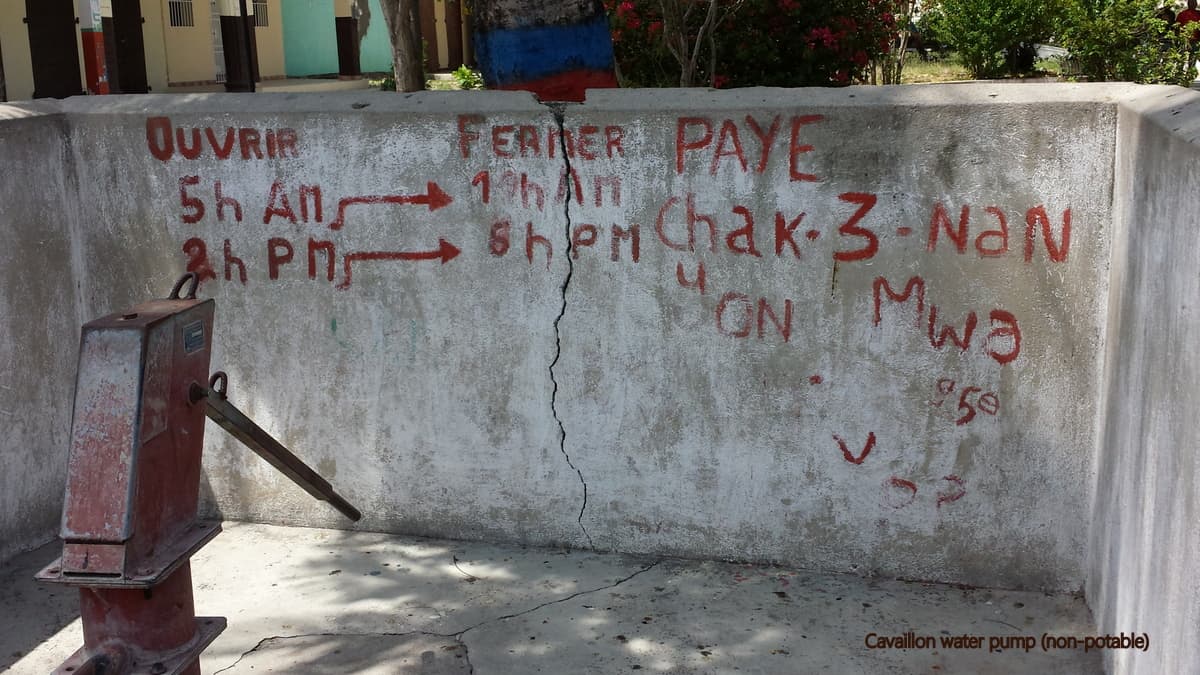 OUVRIR FERMER
5h AM 10h AM
2h PM 6h PM
PAYE
Chak-3-NaN
4 ON Mwa
V
Cavaillon water pump (non-potable)